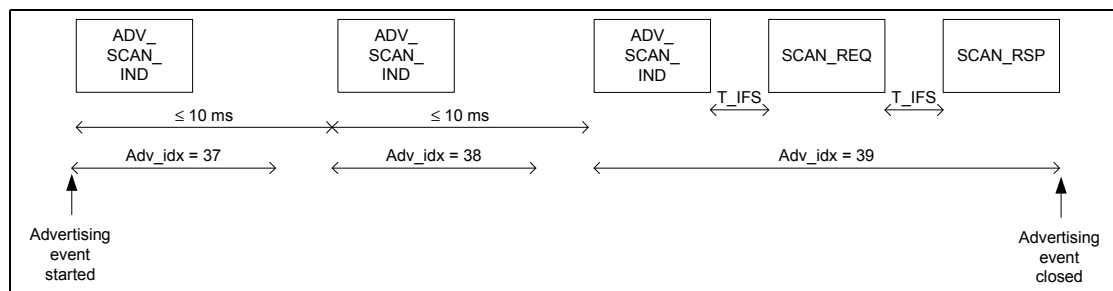 ADV_
SCAN_
IND
ADV_
SCAN_
IND
ADV_
SCAN_
IND
SCAN_REQ
SCAN_RSP
T_IFS
T_IFS
≤ 10 ms
≤ 10 ms
Adv_idx = 37
Adv_idx = 38
Adv_idx = 39
Advertising
event
started
Advertising
event
closed